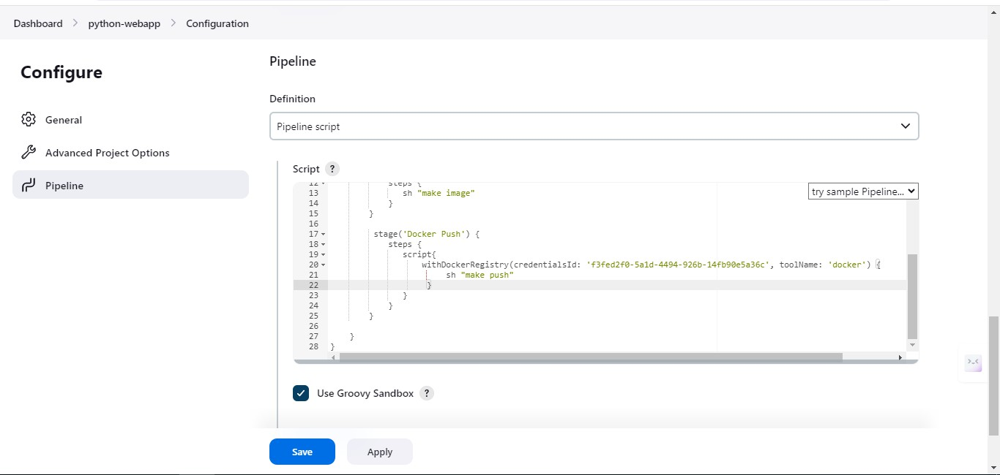 Dashboard > python-webapp > Configuration
Configure
General
Advanced Project Options
Pipeline
Pipeline
Definition
Pipeline script
Script ?
try sample Pipeline...
12 steps {
13 sh "make image"
14 }
15 }
16
17 stage('Docker Push') {
18 steps {
19 script{
20 withDockerRegistry(credentialsId: 'f3fed2f0-5a1d-4494-926b-14fb90e5a36c', toolName: 'docker') {
21 sh "make push"
22 }
23 }
24 }
25 }
26
27 }
28 }
Use Groovy Sandbox ?
Save
Apply